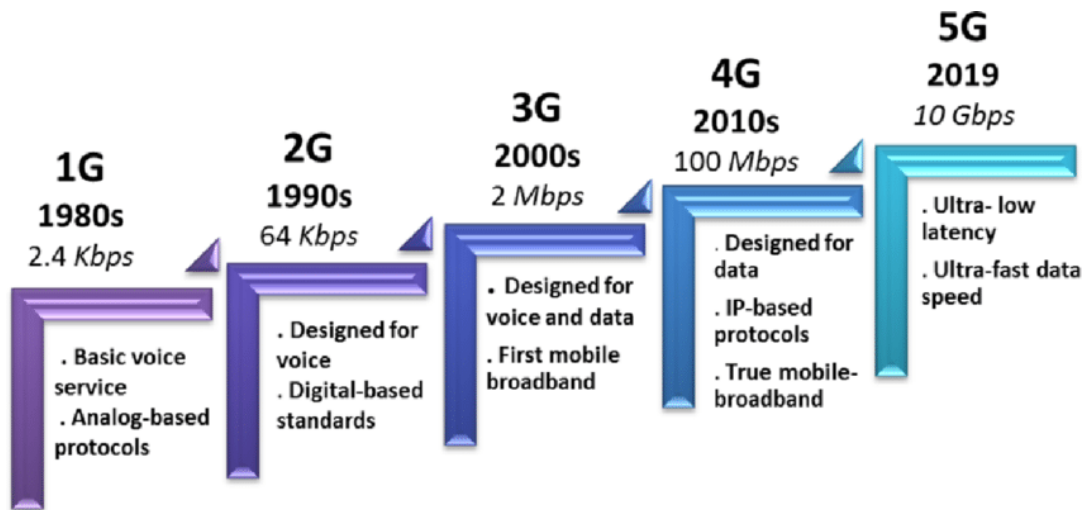 1G
1980s
2.4 Kbps
. Basic voice
service
. Analog-based
protocols
2G
1990s
64 Kbps
. Designed for
voice
. Digital-based
standards
3G
2000s
2 Mbps
. Designed for
voice and data
. First mobile
broadband
4G
2010s
100 Mbps
. Designed for
data
. IP-based
protocols
. True mobile-
broadband
5G
2019
10 Gbps
. Ultra- low
latency
. Ultra-fast data
speed